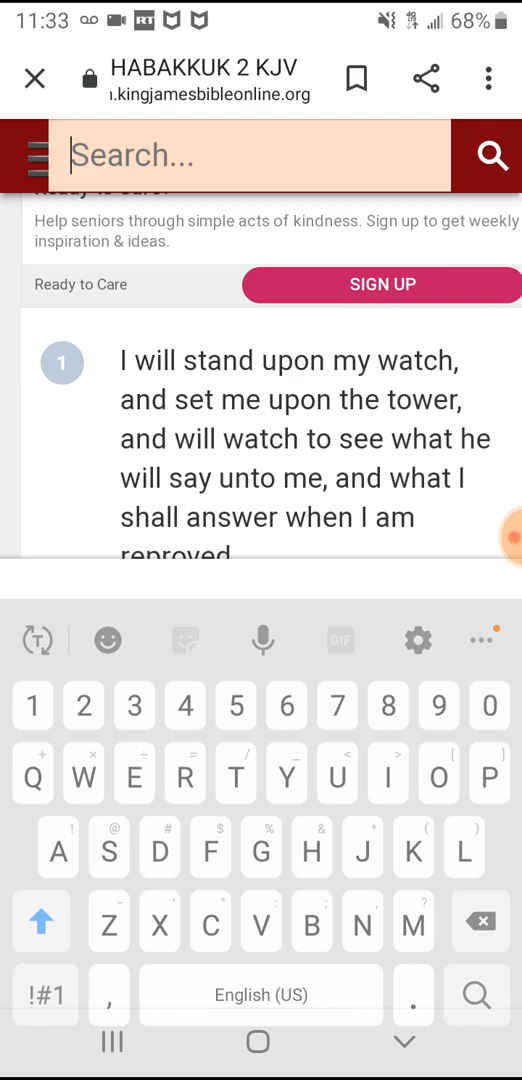 11:33 RT 68%
HABAKKUK 2 KJV
.kingjamesbibleonline.org
Search...
Help seniors through simple acts of kindness. Sign up to get weekly
inspiration & ideas.
Ready to Care
SIGN UP
1 I will stand upon my watch,
and set me upon the tower,
and will watch to see what he
will say unto me, and what I
shall answer when I am
reproved
T GIF
1 2 3 4 5 6 7 8 9 0
+ × ÷ = / _ < > [ ]
Q W E R T Y U I O P
! @ # $ % & * ( )
A S D F G H J K L
- ' " : ; , ?
Z X C V B N M
!#1 , English (US) .